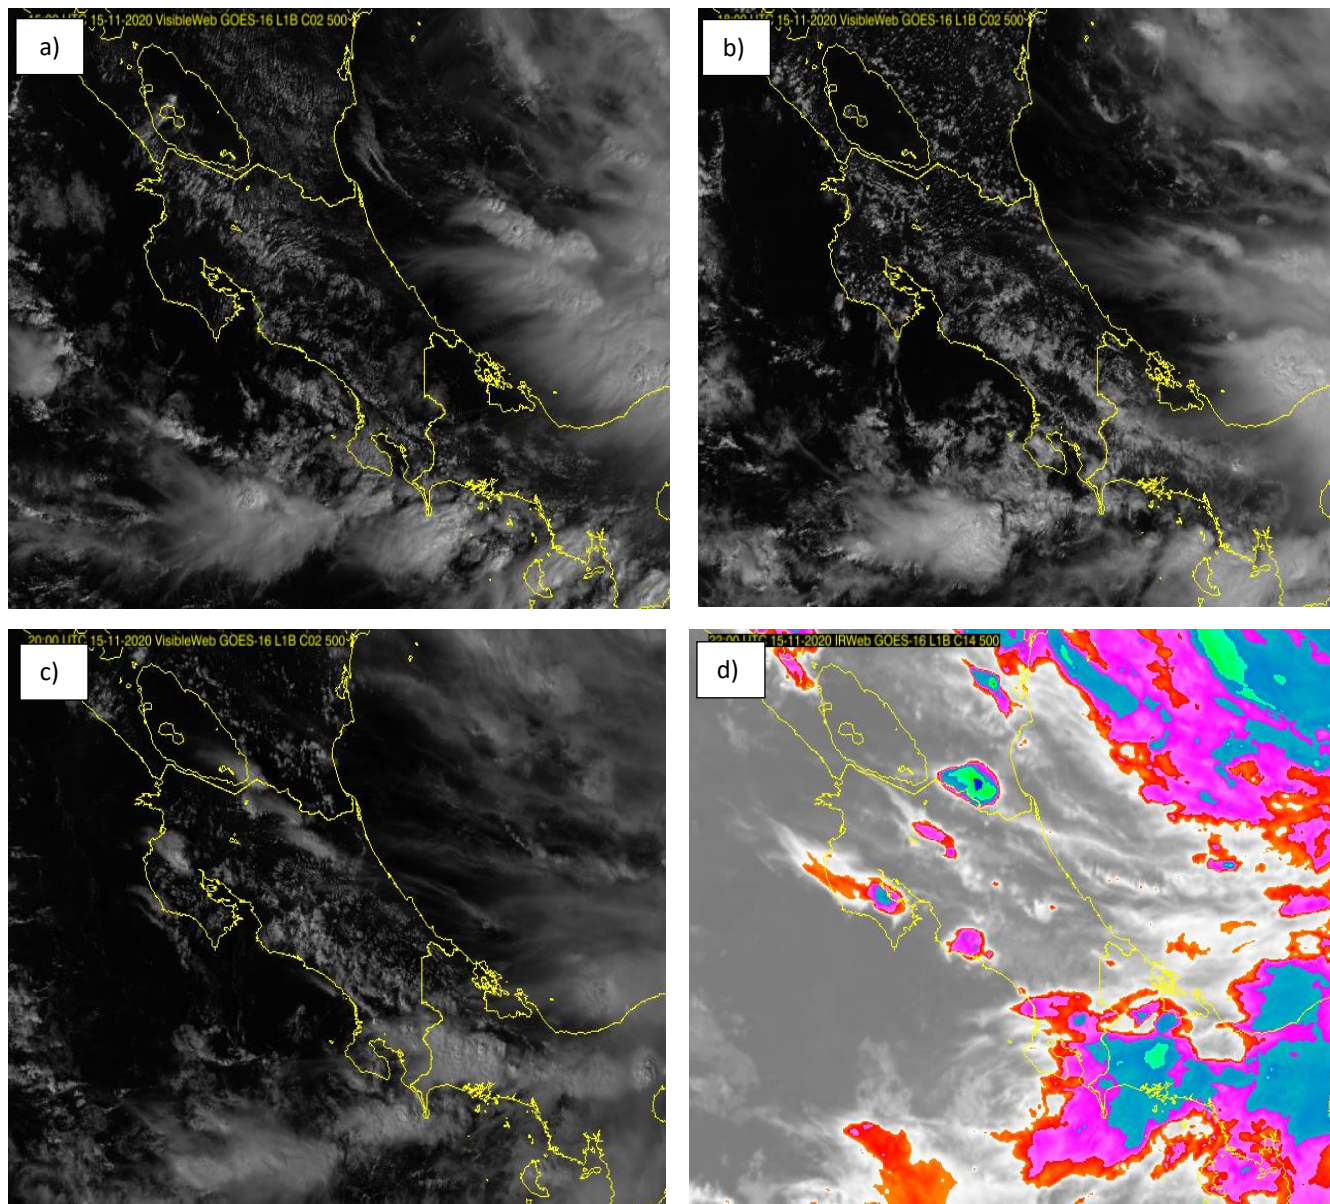 a)
15:00 UTC 15-11-2020 VisibleWeb GOES-16 L1B C02 500
b)
18:00 UTC 15-11-2020 VisibleWeb GOES-16 L1B C02 500
c)
20:00 UTC 15-11-2020 VisibleWeb GOES-16 L1B C02 500
d)
22:00 UTC 15-11-2020 IRWeb GOES-16 L1B C14 500